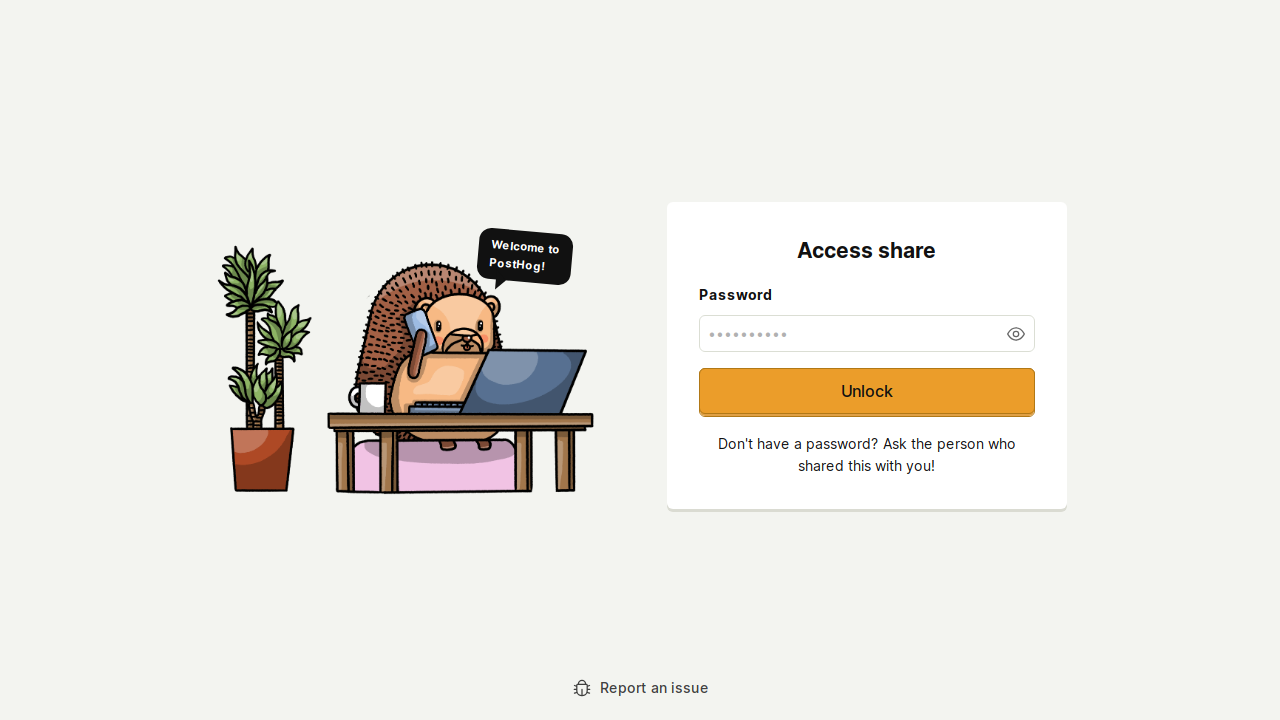 Welcome to
PostHog!
Access share
Password
Unlock
Don't have a password? Ask the person who
shared this with you!
Report an issue